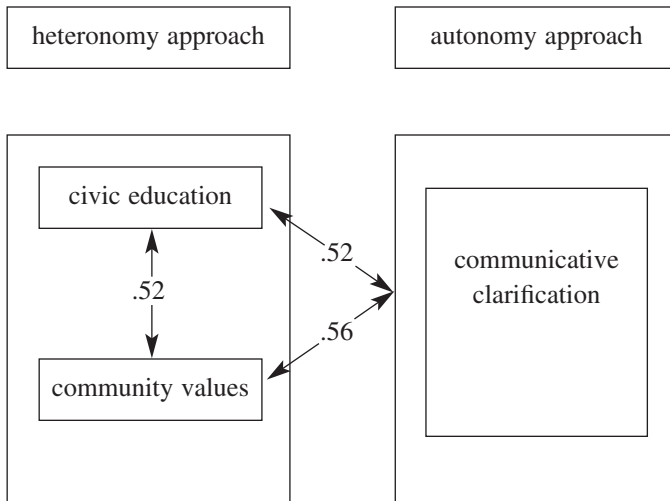 heteronomy approach
autonomy approach
civic education
.52
.52
communicative
clarification
.56
community values